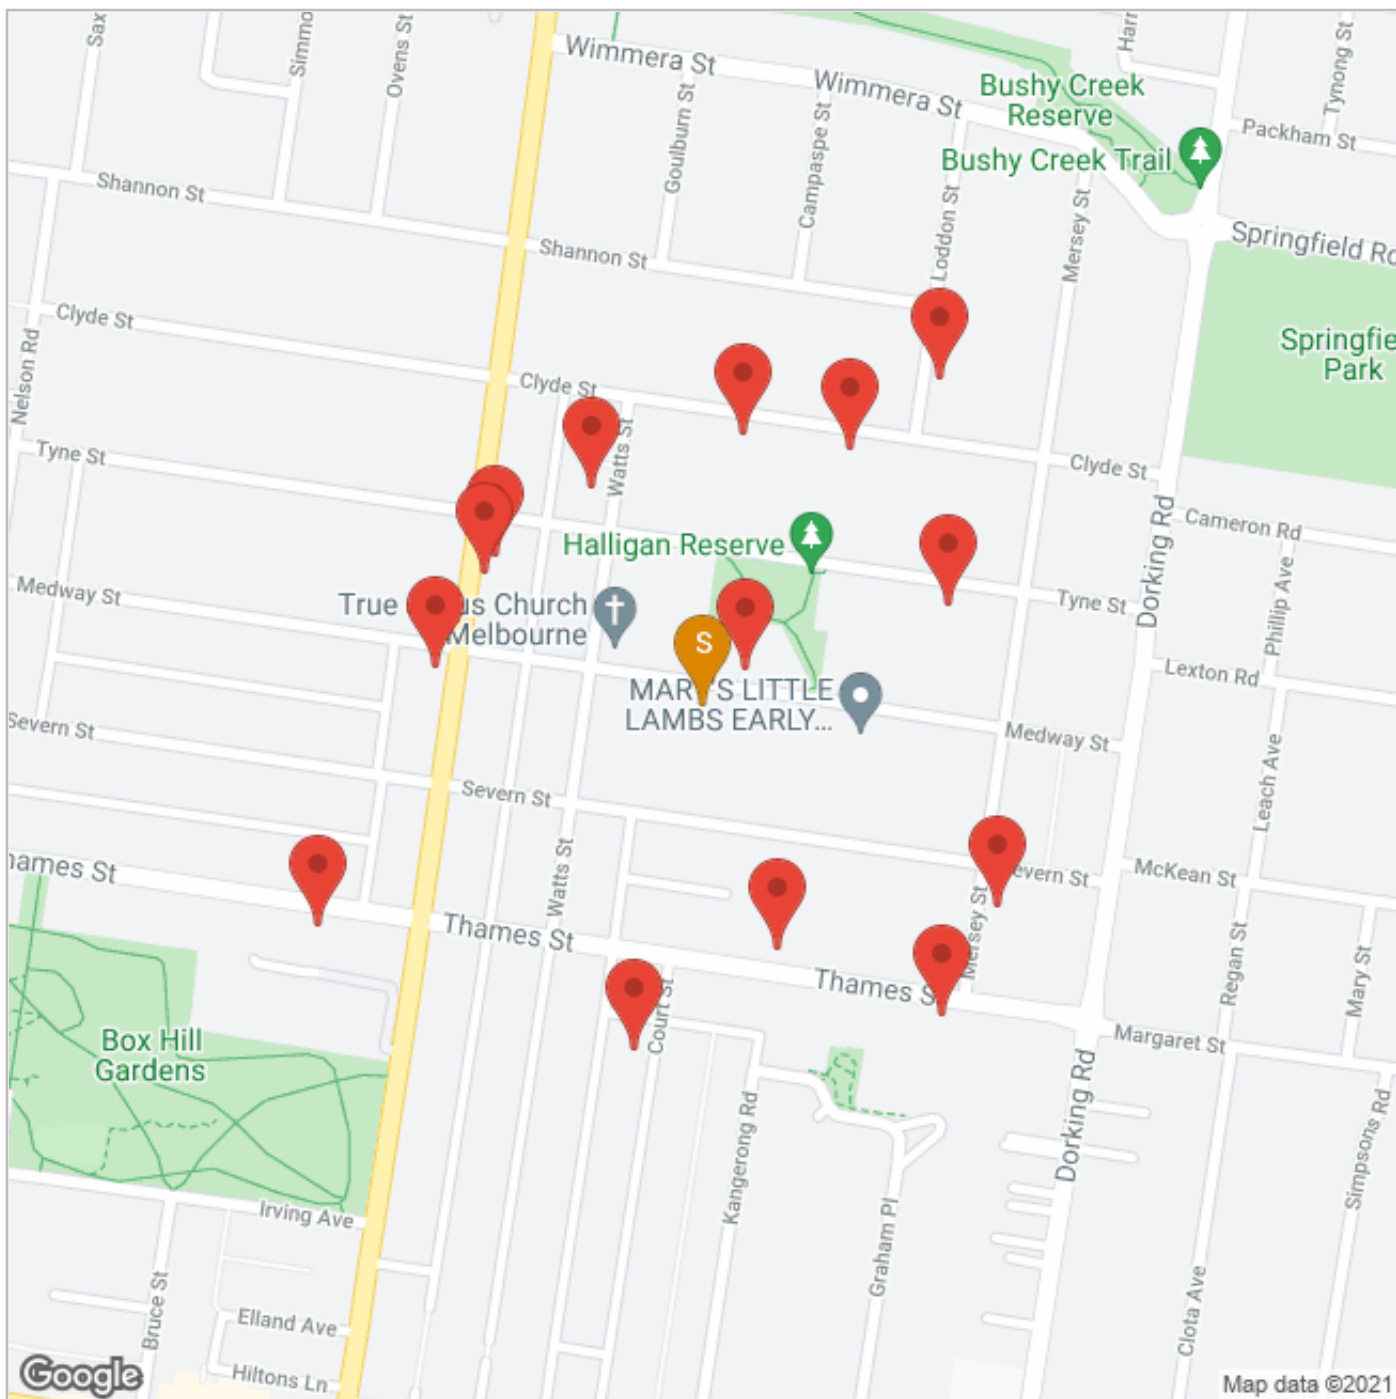 Sax
Simmo
Ovens St
Wimmera St
Wimmera St
Harr
Tynong St
Bushy Creek
Reserve
Packham St
Goulburn St
Campaspe St
Bushy Creek Trail
Shannon St
Loddon St
Mersey St
Springfield Rd
Shannon St
Clyde St
Nelson Rd
Springfie
Park
Clyde St
Watts St
Tyne St
Clyde St
Cameron Rd
Dorking Rd
Halligan Reserve
Phillip Ave
Medway St
True
us Church
Melbourne
Tyne St
S
Lexton Rd
MARY'S LITTLE
LAMBS EARLY...
Medway St
Severn St
Leach Ave
Severn St
hames St
Watts St
evern St
McKean St
Mersey St
Thames St
Regan St
Mary St
Thames S
Court St
Margaret St
Box Hill
Gardens
Dorking Rd
Kangerong Rd
Simpsons Rd
Irving Ave
Graham Pl
Bruce St
Elland Ave
Clota Ave
Hiltons Ln
Google
Map data ©2021